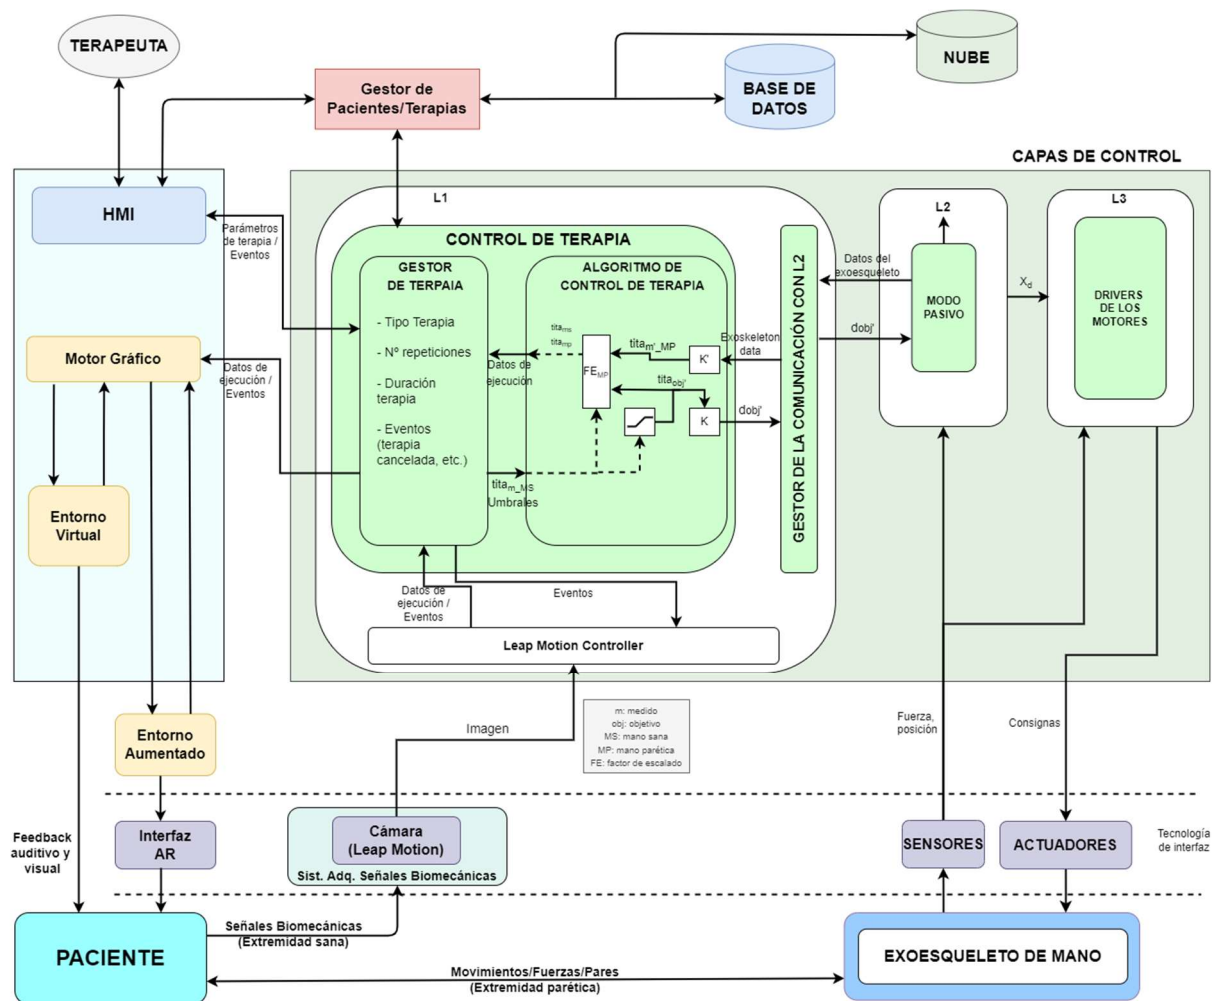 TERAPEUTA
NUBE
Gestor de
Pacientes/Terapias
BASE DE
DATOS
CAPAS DE CONTROL
HMI
Parámetros
de terapia /
Eventos
L1
CONTROL DE TERAPIA
GESTOR
DE TERPAIA
- Tipo Terapia
- Nº repeticiones
- Duración
terapia
- Eventos
(terapia
cancelada, etc.)
ALGORITMO DE
CONTROL DE TERAPIA
tita_ms
tita_mp
Datos de
ejecución
FE_MP
tita_m'_MP
K'
tita_obj'
K
tita_m_MS
Umbrales
Exoskeleton
data
dobj'
GESTOR DE LA COMUNICACIÓN CON L2
Datos del
exoesqueleto
dobj'
L2
MODO
PASIVO
X_d
L3
DRIVERS
DE LOS
MOTORES
Motor Gráfico
Datos de
ejecución /
Eventos
Entorno
Virtual
Datos de
ejecución /
Eventos
Eventos
Leap Motion Controller
Entorno
Aumentado
Imagen
m: medido
obj: objetivo
MS: mano sana
MP: mano parética
FE: factor de escalado
Fuerza,
posición
Consignas
Feedback
auditivo y
visual
Interfaz
AR
Cámara
(Leap Motion)
Sist. Adq. Señales Biomecánicas
SENSORES
ACTUADORES
Tecnología
de interfaz
PACIENTE
Señales Biomecánicas
(Extremidad sana)
Movimientos/Fuerzas/Pares
(Extremidad parética)
EXOESQUELETO DE MANO